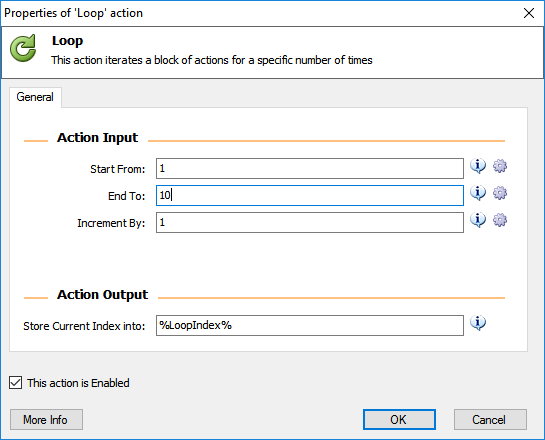 Properties of 'Loop' action
Loop
This action iterates a block of actions for a specific number of times
General
Action Input
Start From: 1
End To: 10
Increment By: 1
Action Output
Store Current Index into: %LoopIndex%
This action is Enabled
More Info OK Cancel